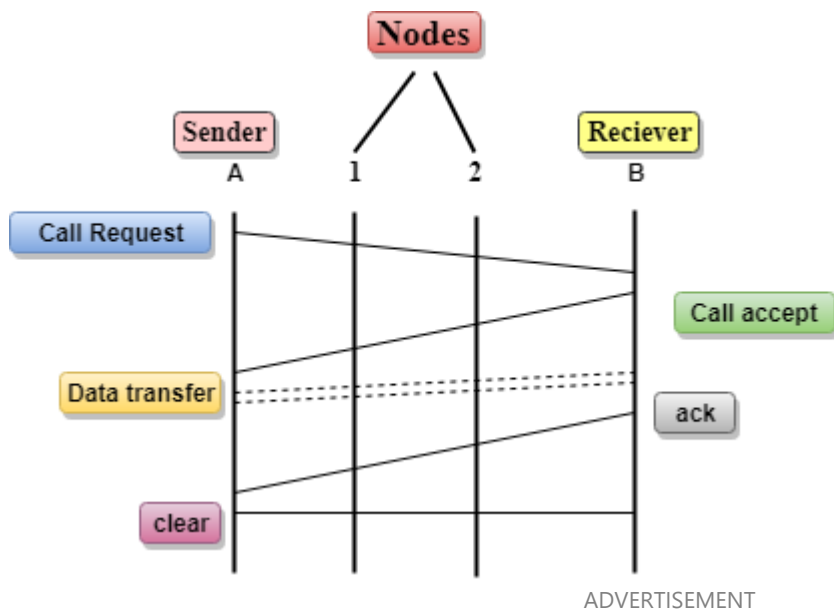 Nodes
Sender
Reciever
A
1
2
B
Call Request
Call accept
Data transfer
ack
clear
ADVERTISEMENT